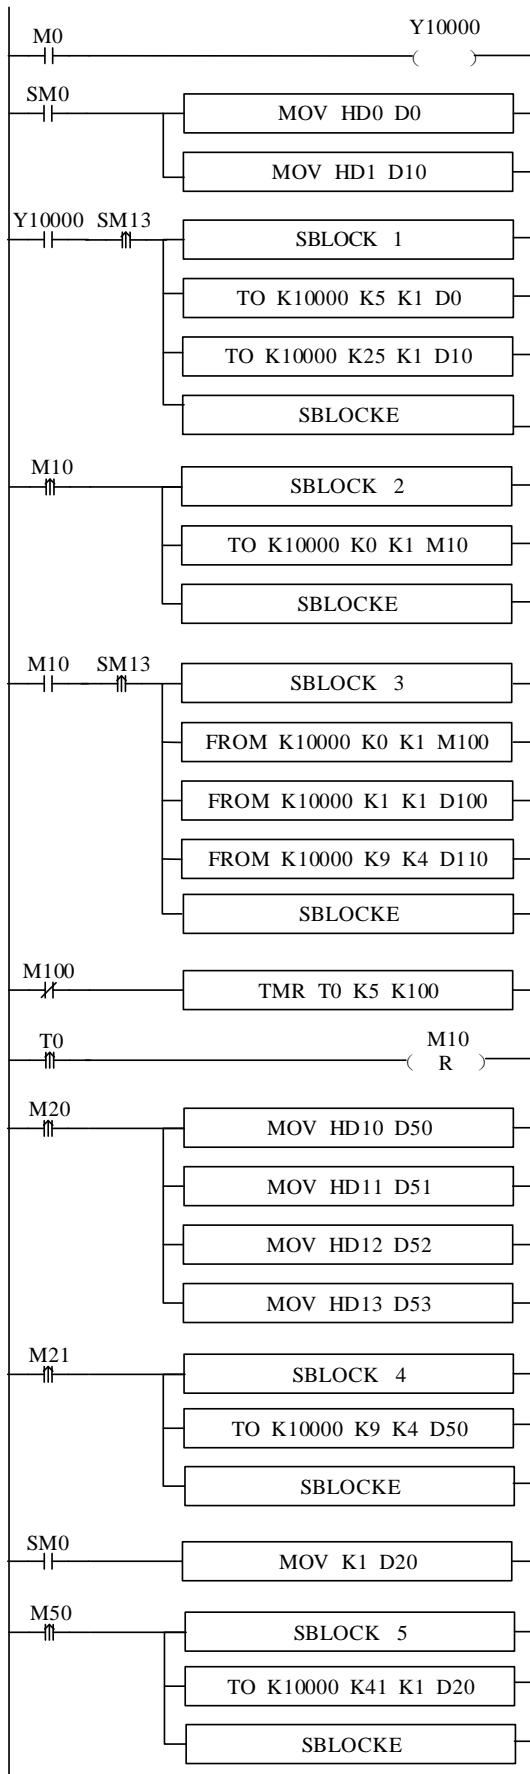 M0 Y10000
( )
SM0
MOV HD0 D0
MOV HD1 D10
Y10000 SM13
SBLOCK 1
TO K10000 K5 K1 D0
TO K10000 K25 K1 D10
SBLOCKE
M10
SBLOCK 2
TO K10000 K0 K1 M10
SBLOCKE
M10 SM13
SBLOCK 3
FROM K10000 K0 K1 M100
FROM K10000 K1 K1 D100
FROM K10000 K9 K4 D110
SBLOCKE
M100
TMR T0 K5 K100
T0 M10
( R )
M20
MOV HD10 D50
MOV HD11 D51
MOV HD12 D52
MOV HD13 D53
M21
SBLOCK 4
TO K10000 K9 K4 D50
SBLOCKE
SM0
MOV K1 D20
M50
SBLOCK 5
TO K10000 K41 K1 D20
SBLOCKE